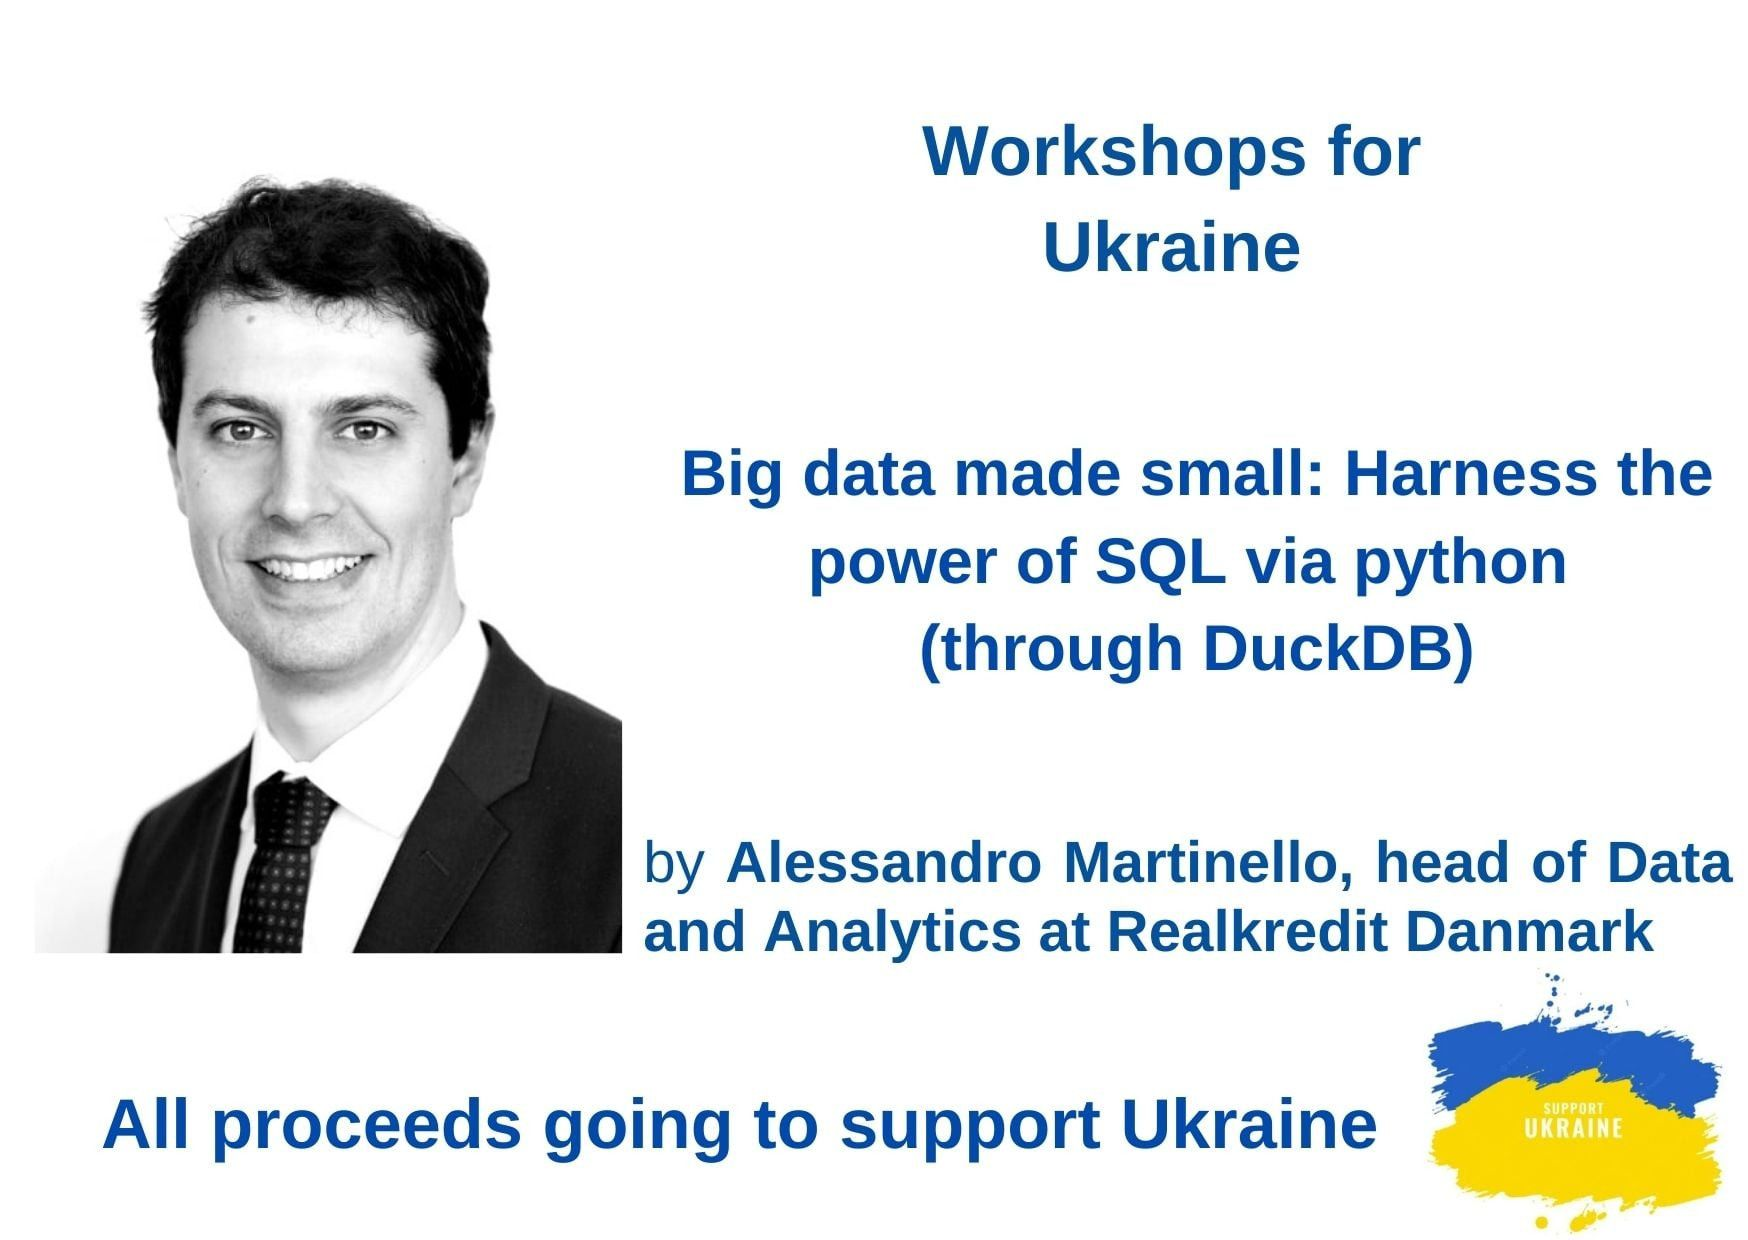 Workshops for
Ukraine
Big data made small: Harness the
power of SQL via python
(through DuckDB)
by Alessandro Martinello, head of Data
and Analytics at Realkredit Danmark
All proceeds going to support Ukraine
SUPPORT
UKRAINE